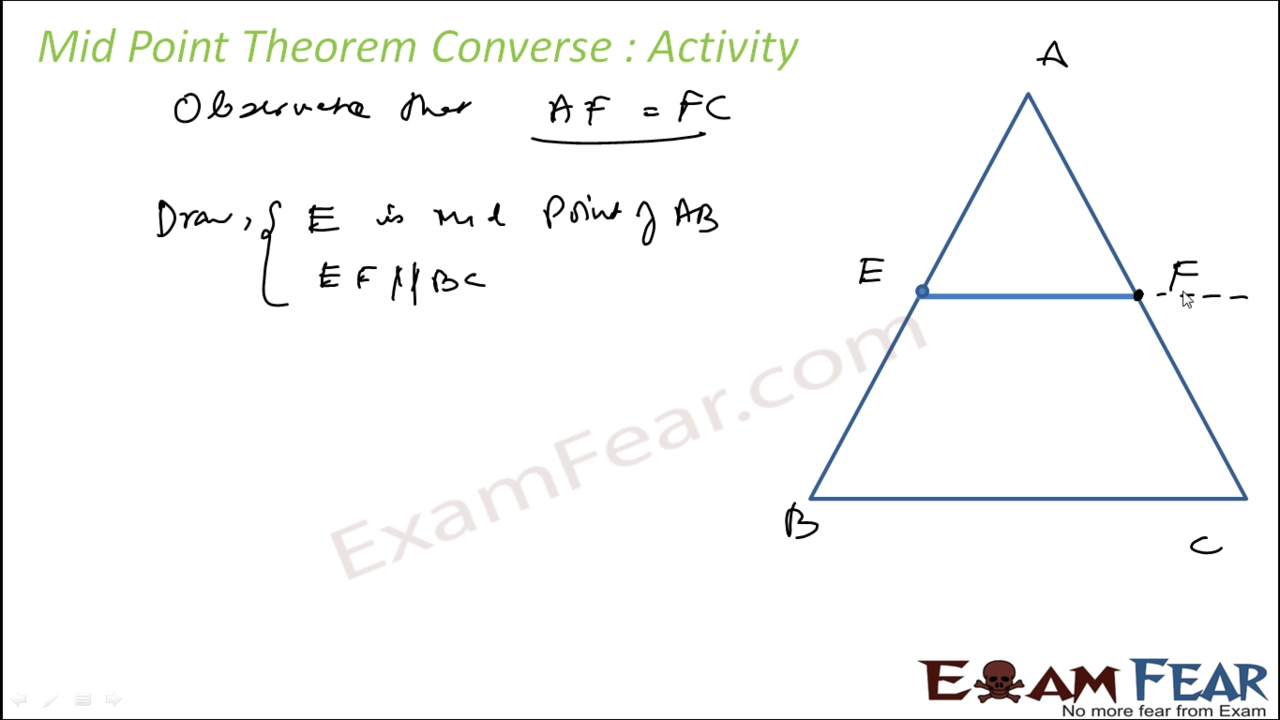 Mid Point Theorem Converse : Activity
A
Observe that AF = FC
Draw, { E is mid Point of AB
E F
EF || BC
ExamFear.com
B
C
EXAM FEAR
No more fear from Exam